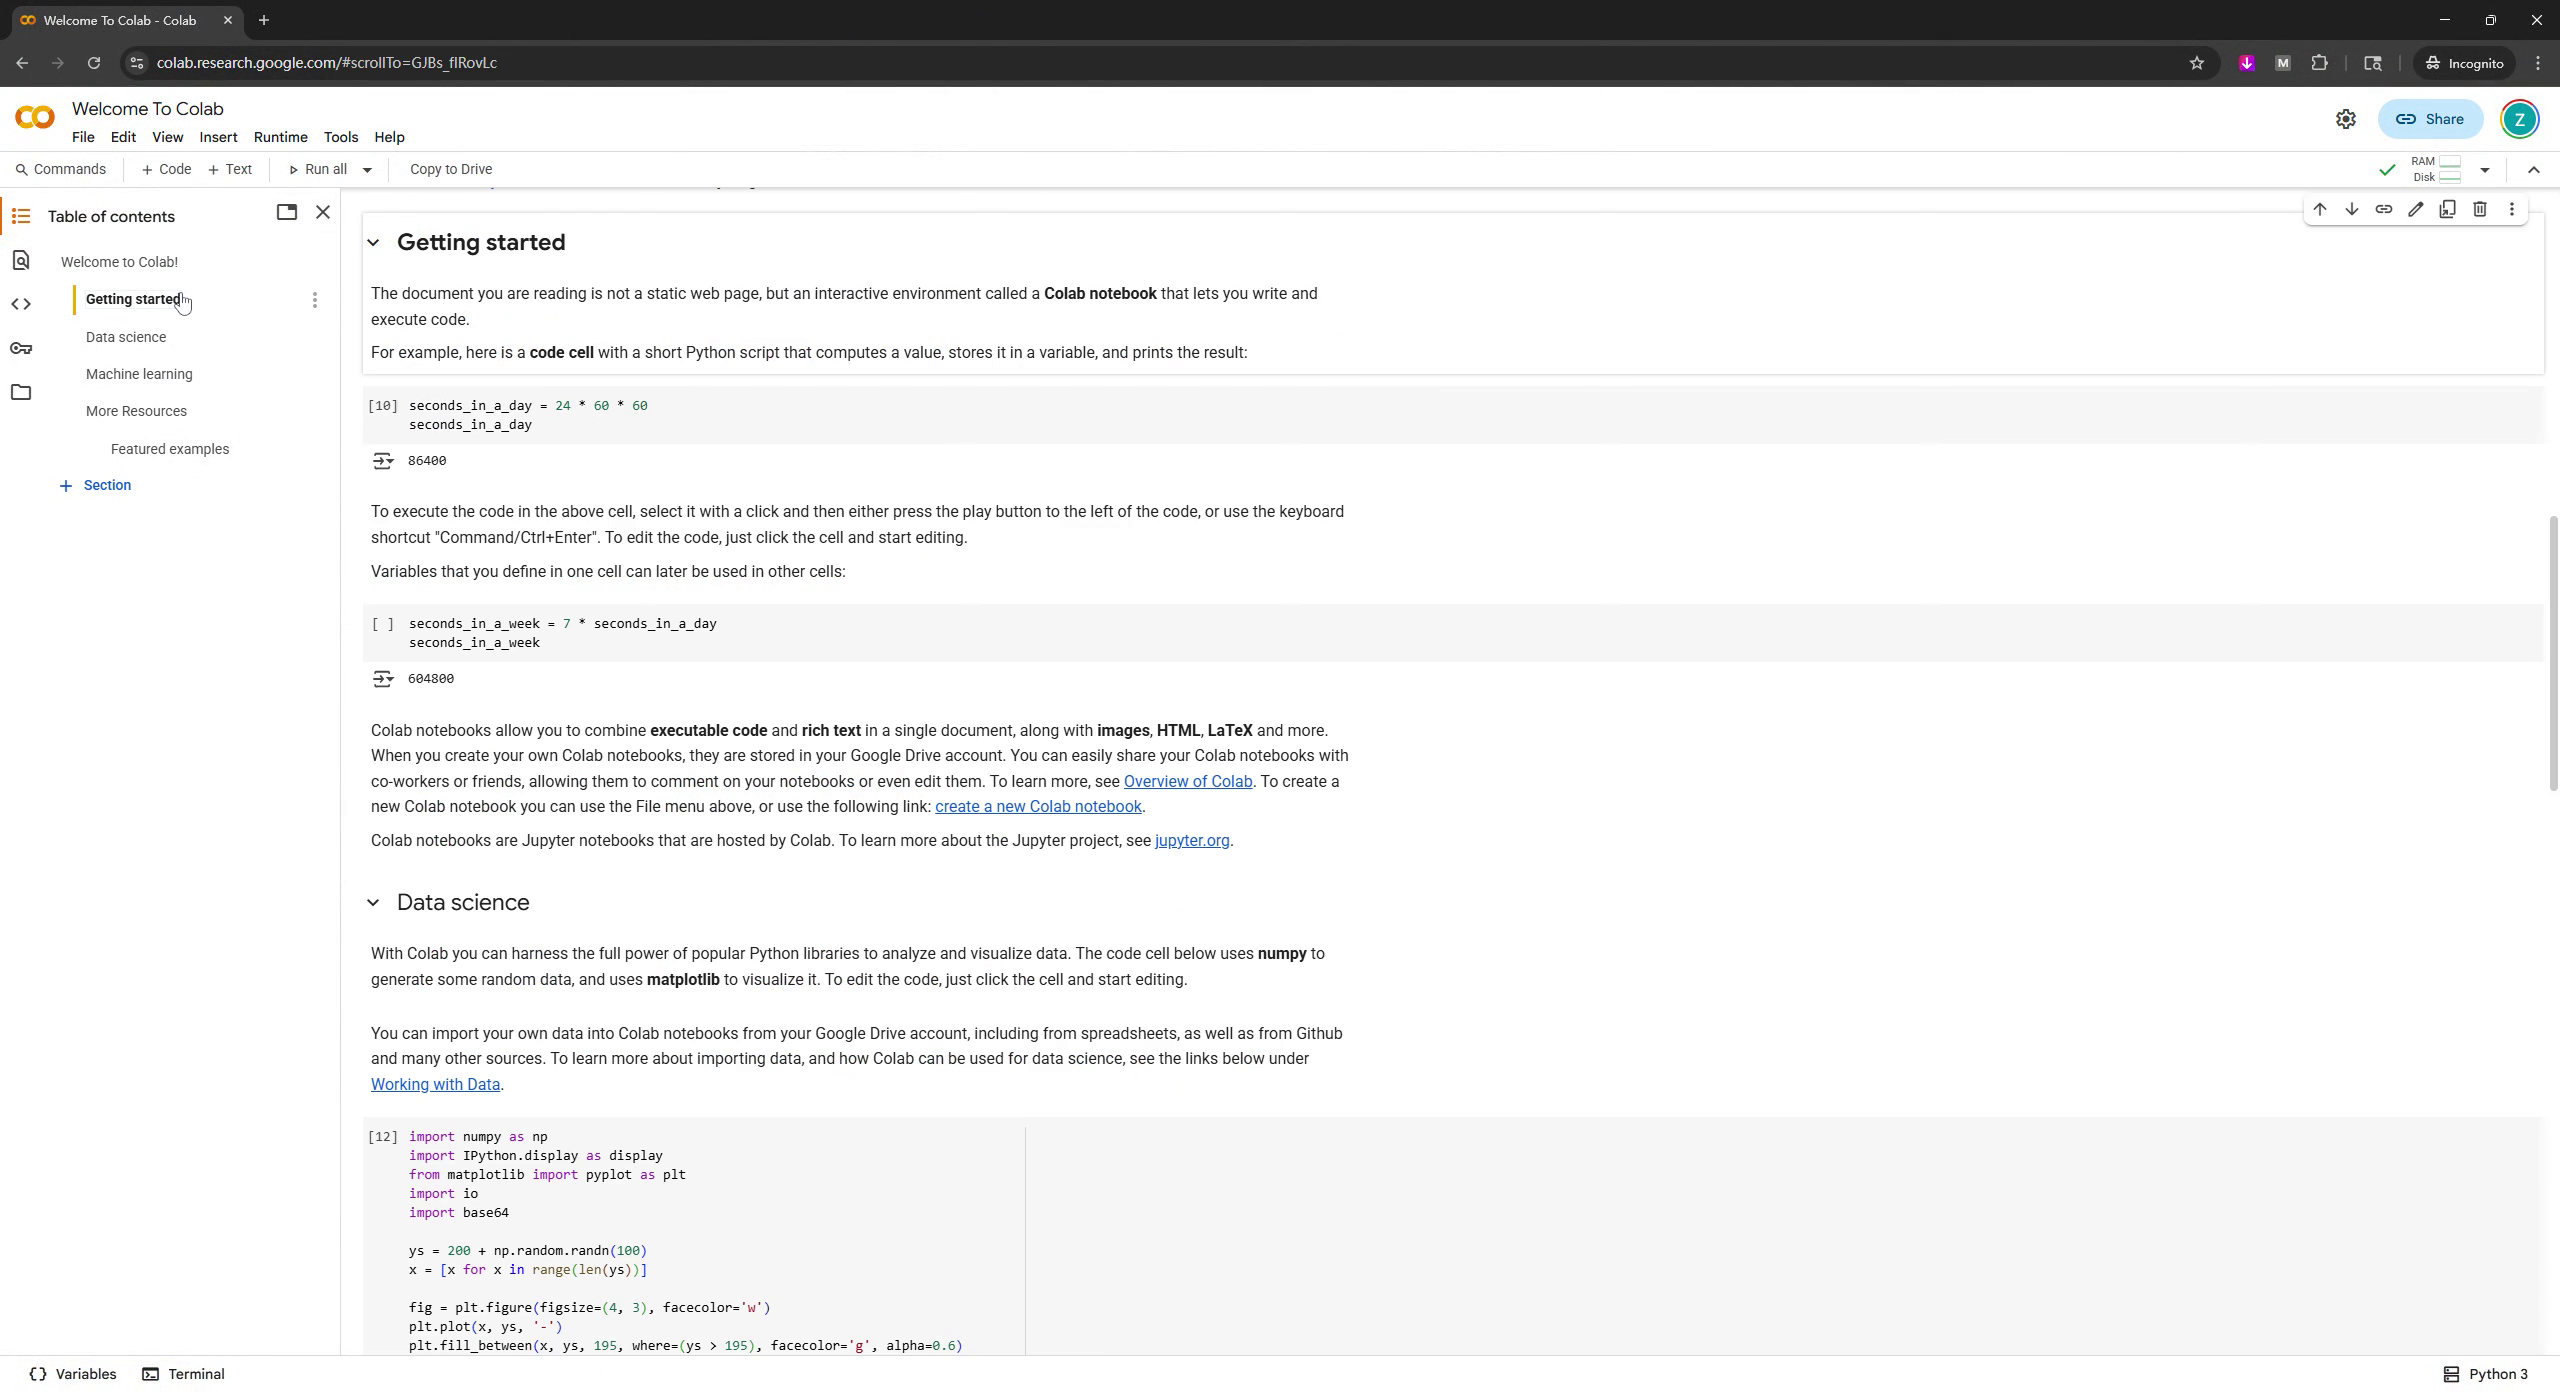 Welcome To Colab - Colab
colab.research.google.com/#scrollTo=GJBs_flRovLc
M
Incognito
Welcome To Colab
File Edit View Insert Runtime Tools Help
Share
Z
Commands
+ Code + Text
Run all
Copy to Drive
RAM
Disk
Table of contents
Welcome to Colab!
Getting started
Data science
Machine learning
More Resources
Featured examples
+ Section
Getting started
The document you are reading is not a static web page, but an interactive environment called a Colab notebook that lets you write and
execute code.
For example, here is a code cell with a short Python script that computes a value, stores it in a variable, and prints the result:
[10] seconds_in_a_day = 24 * 60 * 60
seconds_in_a_day
86400
To execute the code in the above cell, select it with a click and then either press the play button to the left of the code, or use the keyboard
shortcut "Command/Ctrl+Enter". To edit the code, just click the cell and start editing.
Variables that you define in one cell can later be used in other cells:
[ ] seconds_in_a_week = 7 * seconds_in_a_day
seconds_in_a_week
604800
Colab notebooks allow you to combine executable code and rich text in a single document, along with images, HTML, LaTeX and more.
When you create your own Colab notebooks, they are stored in your Google Drive account. You can easily share your Colab notebooks with
co-workers or friends, allowing them to comment on your notebooks or even edit them. To learn more, see Overview of Colab. To create a
new Colab notebook you can use the File menu above, or use the following link: create a new Colab notebook.
Colab notebooks are Jupyter notebooks that are hosted by Colab. To learn more about the Jupyter project, see jupyter.org.
Data science
With Colab you can harness the full power of popular Python libraries to analyze and visualize data. The code cell below uses numpy to
generate some random data, and uses matplotlib to visualize it. To edit the code, just click the cell and start editing.
You can import your own data into Colab notebooks from your Google Drive account, including from spreadsheets, as well as from Github
and many other sources. To learn more about importing data, and how Colab can be used for data science, see the links below under
Working with Data.
[12] import numpy as np
import IPython.display as display
from matplotlib import pyplot as plt
import io
import base64
ys = 200 + np.random.randn(100)
x = [x for x in range(len(ys))]
fig = plt.figure(figsize=(4, 3), facecolor='w')
plt.plot(x, ys, '-')
plt.fill_between(x, ys, 195, where=(ys > 195), facecolor='g', alpha=0.6)
Variables
Terminal
Python 3